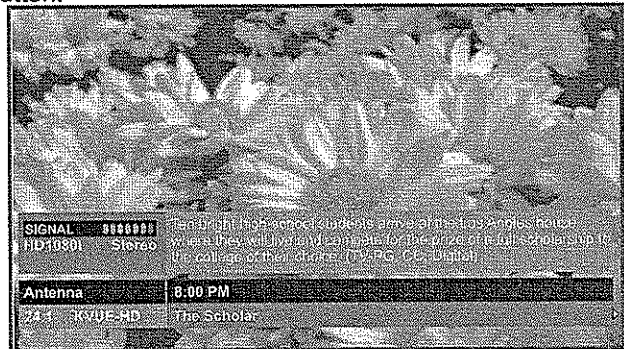 SIGNAL
HD1080i Stereo
Ten bright high school students arrive at the Los Angles house
where they will live and compete for the prize of a full scholarship to
the college of their choice. (TV-PG, CC, Digital)
Antenna 8:00 PM
24-1 KVUE-HD The Scholar